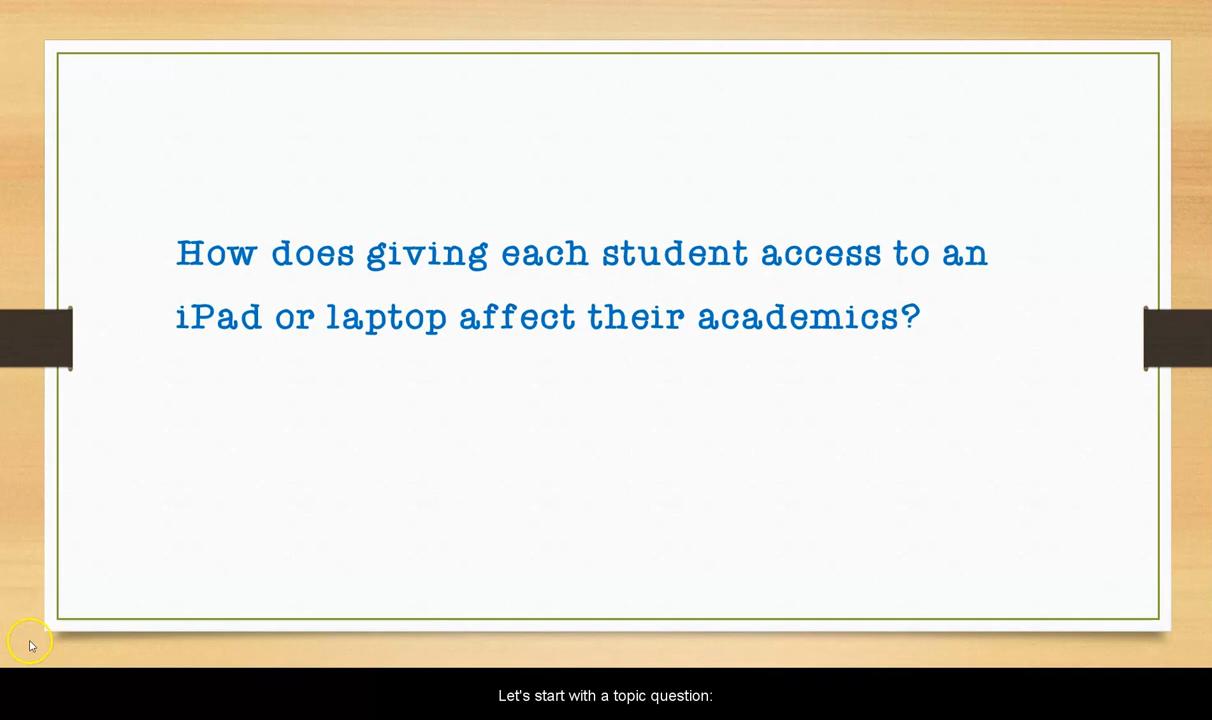 How does giving each student access to an
iPad or laptop affect their academics?
Let's start with a topic question: